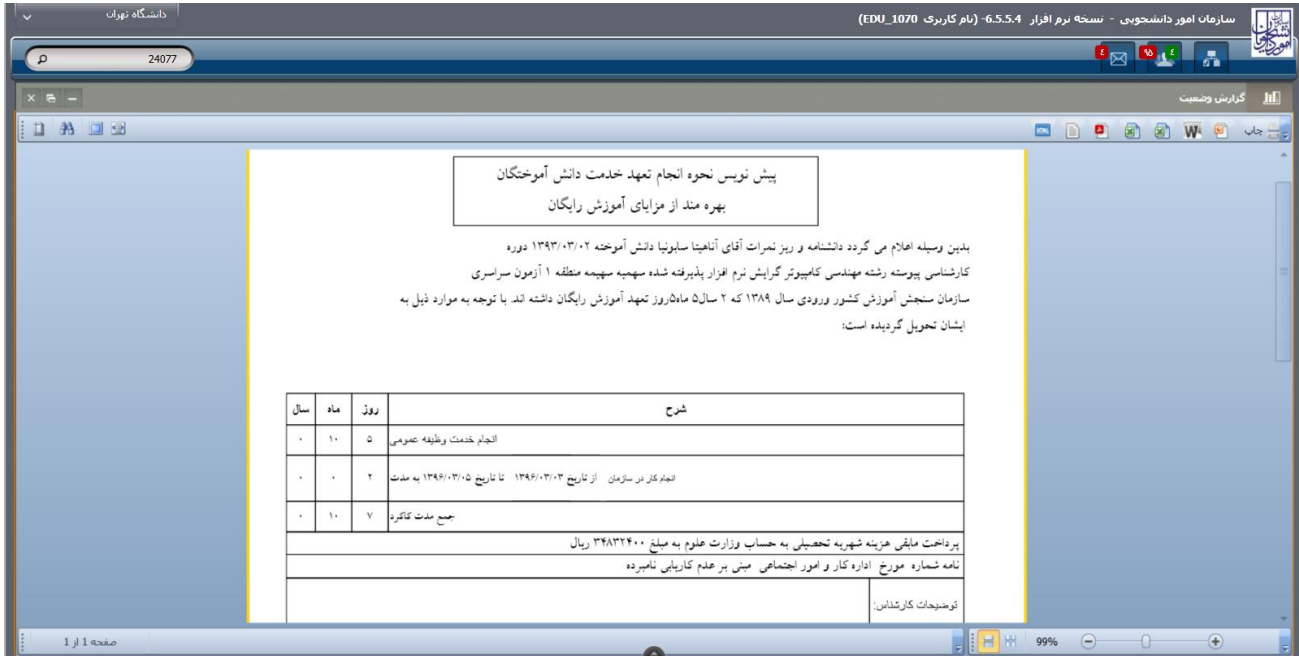 سازمان امور دانشجویی - نسخه نرم افزار 6.5.5.4- (نام کاربری EDU_1070)
دانشگاه تهران
24077
٤ ٩٥ ٤
گزارش وضعیت
چاپ
پیش نویس نحوه انجام تعهد خدمت دانش آموختگان
بهره مند از مزایای آموزش رایگان
بدین وسیله اعلام می گردد دانشنامه و ریز نمرات آقای آناهیتا سابونیا دانش آموخته ۱۳۹۳/۰۳/۰۲ دوره
کارشناسی پیوسته رشته مهندسی کامپیوتر گرایش نرم افزار پذیرفته شده سهمیه سهیمه منطقه ۱ آزمون سراسری
سازمان سنجش آموزش کشور ورودی سال ۱۳۸۹ که ۲ سال۵ ماه۵روز تعهد آموزش رایگان داشته اند. با توجه به موارد ذیل به
ایشان تحویل گردیده است:
شرح روز ماه سال
انجام خدمت وظیفه عمومی ۵ ۱۰ ۰
انجام کار در سازمان از تاریخ ۱۳۹۶/۰۳/۰۳ تا تاریخ ۱۳۹۶/۰۳/۰۵ به مدت ۲ ۰ ۰
جمع مدت کاکرد ۷ ۱۰ ۰
پرداخت مابقی هزینه شهریه تحصیلی به حساب وزارت علوم به مبلغ ۳۴۸۳۲۴۰۰ ریال
نامه شماره مورخ اداره کار و امور اجتماعی مبنی بر عدم کاریابی نامبرده
توضیحات کارشناس:
صفحه 1 از 1
99%